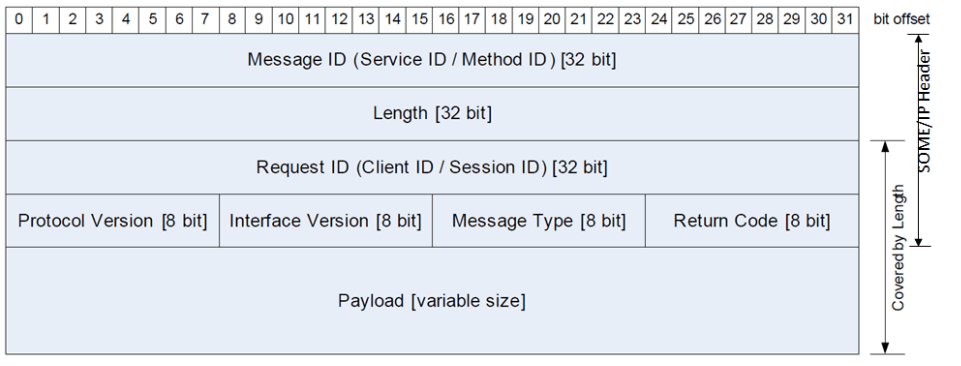 0 1 2 3 4 5 6 7 8 9 10 11 12 13 14 15 16 17 18 19 20 21 22 23 24 25 26 27 28 29 30 31 bit offset
Message ID (Service ID / Method ID) [32 bit]
Length [32 bit]
Request ID (Client ID / Session ID) [32 bit]
Protocol Version [8 bit] Interface Version [8 bit] Message Type [8 bit] Return Code [8 bit]
Payload [variable size]
SOME/IP Header
Covered by Length